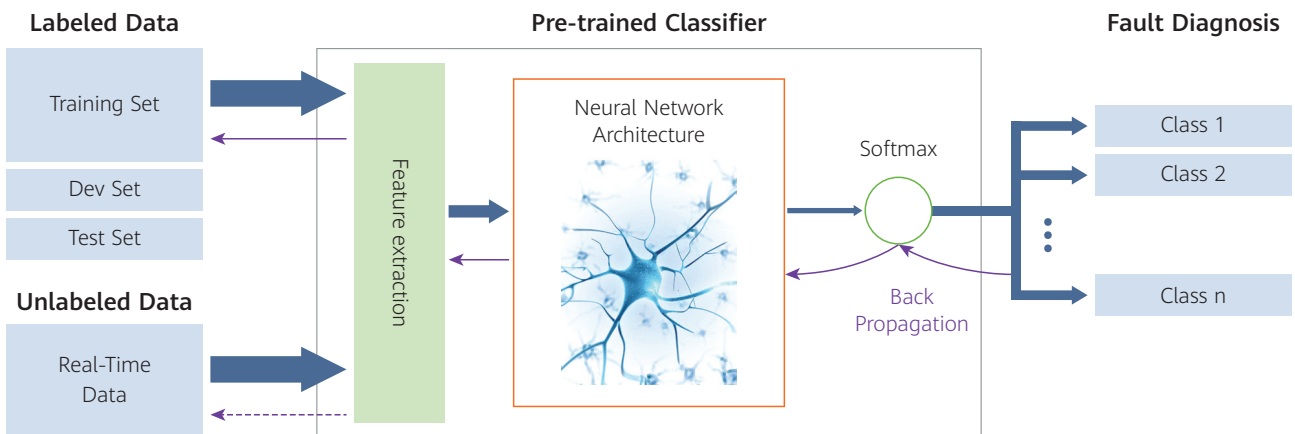 Labeled Data
Training Set
Dev Set
Test Set
Unlabeled Data
Real-Time
Data
Pre-trained Classifier
Feature extraction
Neural Network
Architecture
Softmax
Back
Propagation
Fault Diagnosis
Class 1
Class 2
Class n